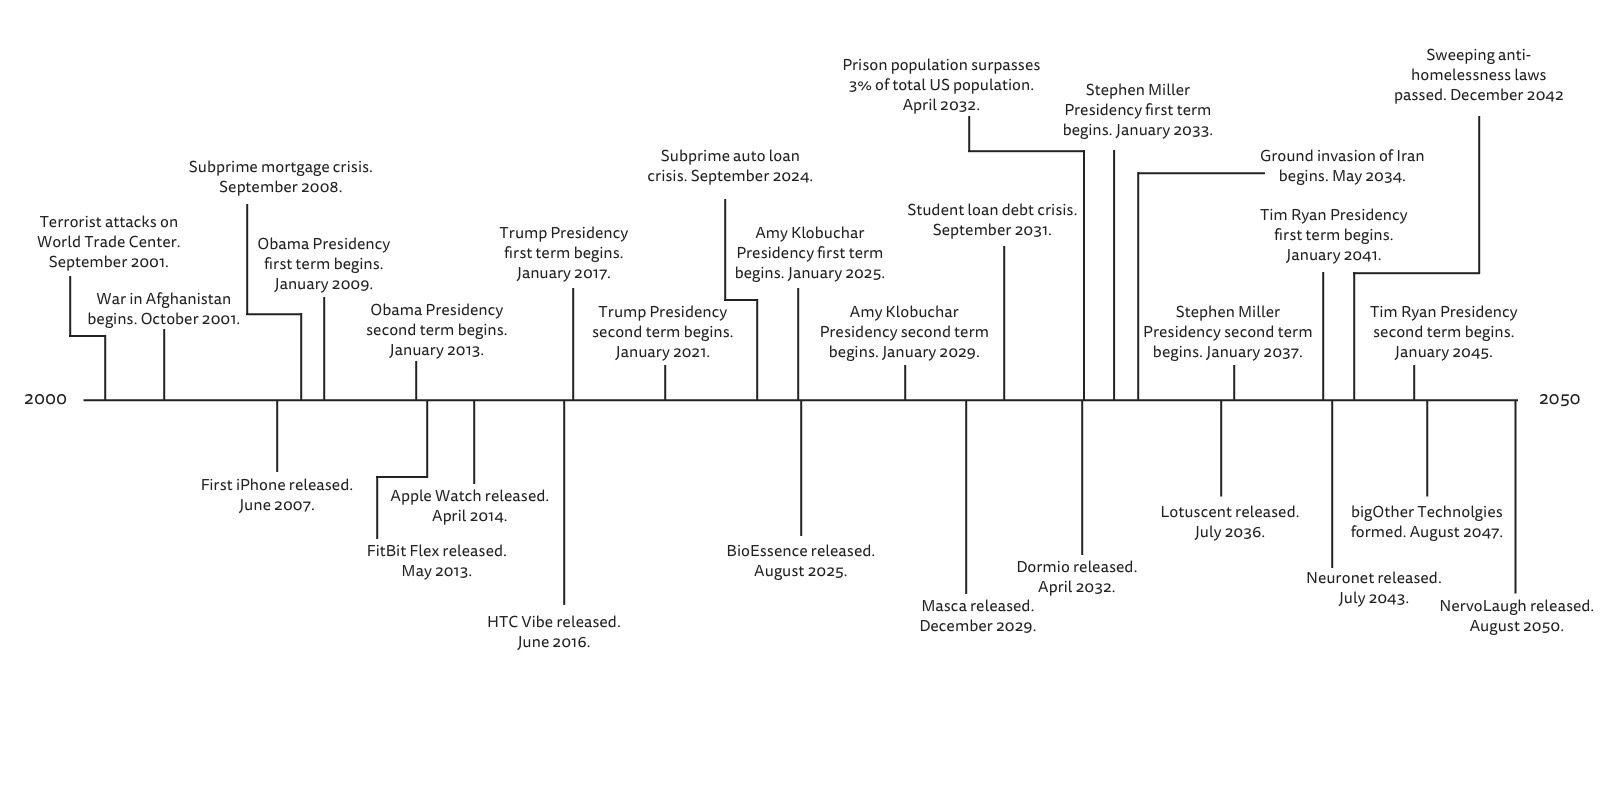 Sweeping anti-
homelessness laws
passed. December 2042
Prison population surpasses
3% of total US population.
April 2032.
Stephen Miller
Presidency first term
begins. January 2033.
Subprime mortgage crisis.
September 2008.
Subprime auto loan
crisis. September 2024.
Ground invasion of Iran
begins. May 2034.
Terrorist attacks on
World Trade Center.
September 2001.
Obama Presidency
first term begins.
January 2009.
Trump Presidency
first term begins.
January 2017.
Amy Klobuchar
Presidency first term
begins. January 2025.
Student loan debt crisis.
September 2031.
Tim Ryan Presidency
first term begins.
January 2041.
War in Afghanistan
begins. October 2001.
Obama Presidency
second term begins.
January 2013.
Trump Presidency
second term begins.
January 2021.
Amy Klobuchar
Presidency second term
begins. January 2029.
Stephen Miller
Presidency second term
begins. January 2037.
Tim Ryan Presidency
second term begins.
January 2045.
2000
2050
First iPhone released.
June 2007.
Apple Watch released.
April 2014.
FitBit Flex released.
May 2013.
HTC Vibe released.
June 2016.
BioEssence released.
August 2025.
Masca released.
December 2029.
Dormio released.
April 2032.
Lotuscent released.
July 2036.
bigOther Technolgies
formed. August 2047.
Neuronet released.
July 2043.
NervoLaugh released.
August 2050.